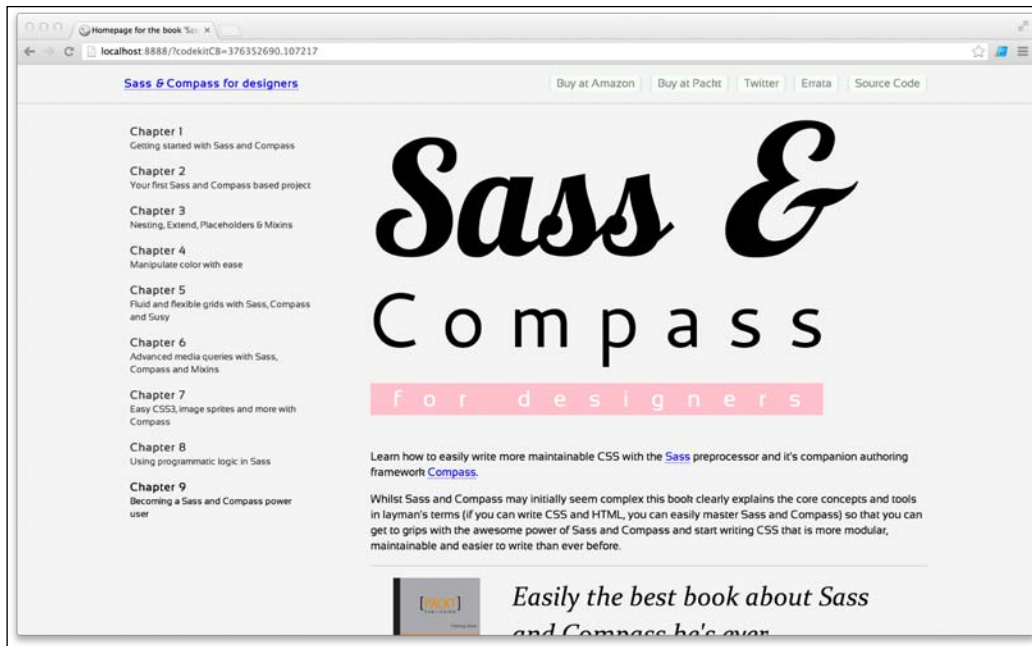 Homepage for the book 'Sas
localhost:8888/?codekitCB=376352690.107217
Sass & Compass for designers
Buy at Amazon
Buy at Packt
Twitter
Errata
Source Code
Chapter 1
Getting started with Sass and Compass
Chapter 2
Your first Sass and Compass based project
Chapter 3
Nesting, Extend, Placeholders & Mixins
Chapter 4
Manipulate color with ease
Chapter 5
Fluid and flexible grids with Sass, Compass
and Susy
Chapter 6
Advanced media queries with Sass,
Compass and Mixins
Chapter 7
Easy CSS3, image sprites and more with
Compass
Chapter 8
Using programmatic logic in Sass
Chapter 9
Becoming a Sass and Compass power
user
Sass &
Compass
for designers
Learn how to easily write more maintainable CSS with the Sass preprocessor and it's companion authoring
framework Compass.
Whilst Sass and Compass may initially seem complex this book clearly explains the core concepts and tools
in layman's terms (if you can write CSS and HTML, you can easily master Sass and Compass) so that you can
get to grips with the awesome power of Sass and Compass and start writing CSS that is more modular,
maintainable and easier to write than ever before.
[PACKT]
PUBLISHING
Easily the best book about Sass
and Compass he's ever